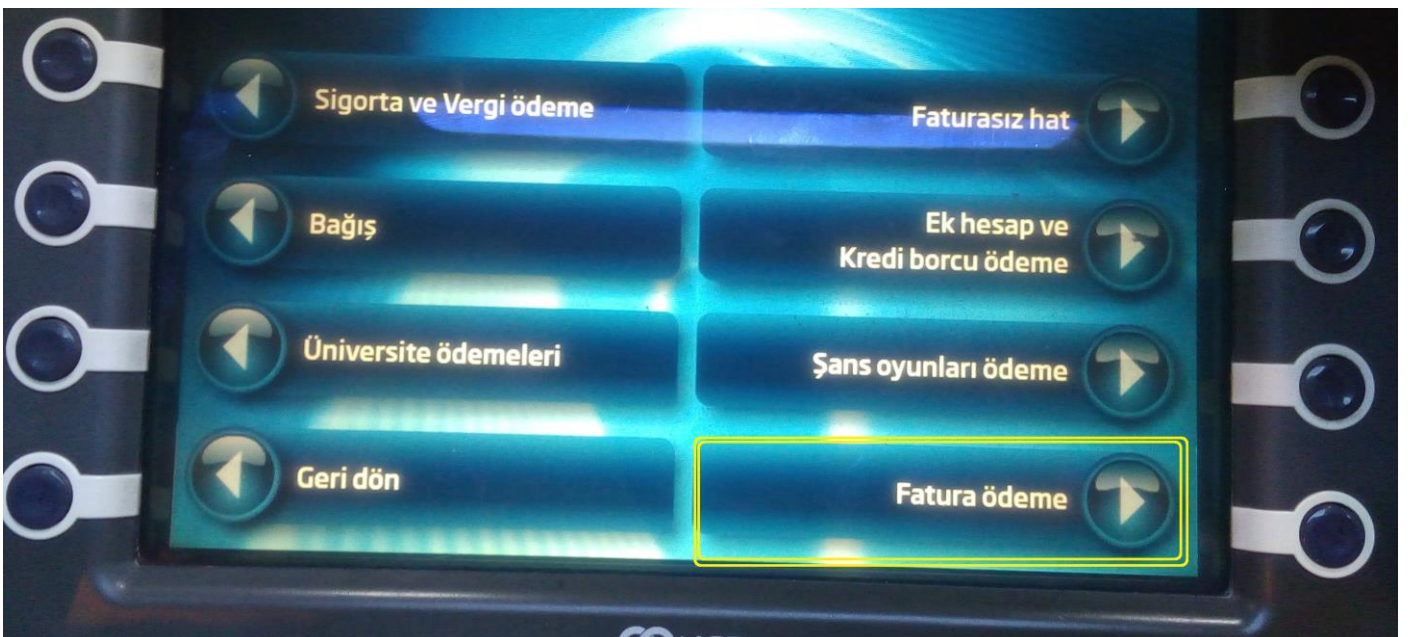 Sigorta ve Vergi ödeme
Faturasız hat
Bağış
Ek hesap ve
Kredi borcu ödeme
Üniversite ödemeleri
Şans oyunları ödeme
Geri dön
Fatura ödeme